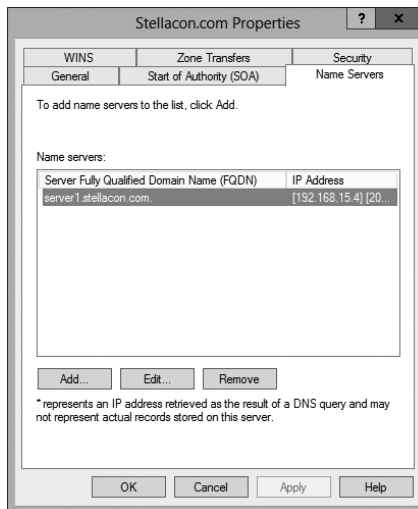 Stellacon.com Properties
? x
WINS Zone Transfers Security
General Start of Authority (SOA) Name Servers
To add name servers to the list, click Add.
Name servers:
Server Fully Qualified Domain Name (FQDN) IP Address
server1.stellacon.com. [192.168.15.4] [20...
Add... Edit... Remove
* represents an IP address retrieved as the result of a DNS query and may
not represent actual records stored on this server.
OK Cancel Apply Help